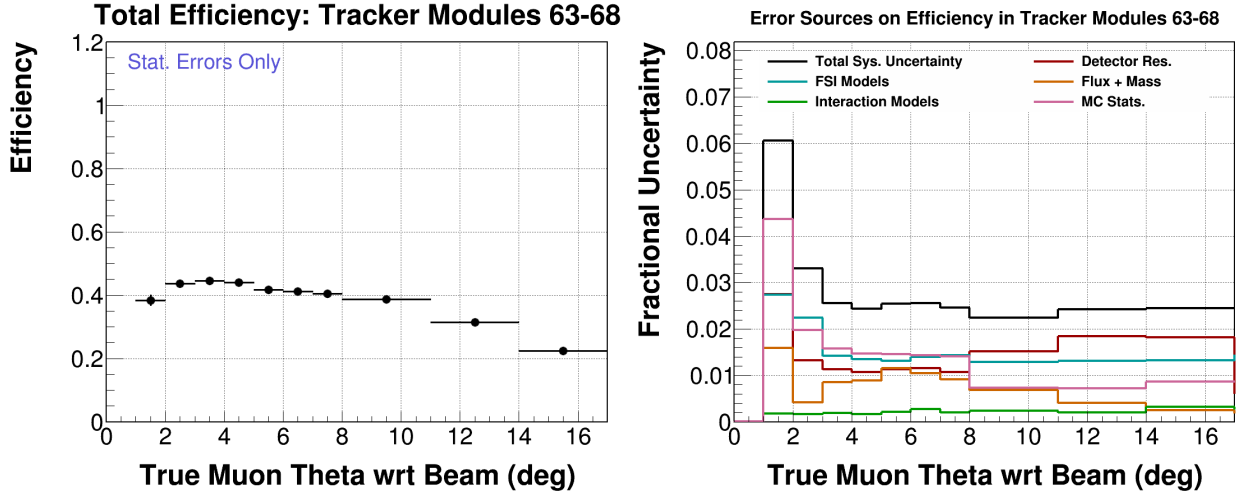 Total Efficiency: Tracker Modules 63-68
Stat. Errors Only
Efficiency
1.2
1
0.8
0.6
0.4
0.2
0
0 2 4 6 8 10 12 14 16
True Muon Theta wrt Beam (deg)
Error Sources on Efficiency in Tracker Modules 63-68
Total Sys. Uncertainty
FSI Models
Interaction Models
Detector Res.
Flux + Mass
MC Stats.
Fractional Uncertainty
0.08
0.07
0.06
0.05
0.04
0.03
0.02
0.01
0
0 2 4 6 8 10 12 14 16
True Muon Theta wrt Beam (deg)